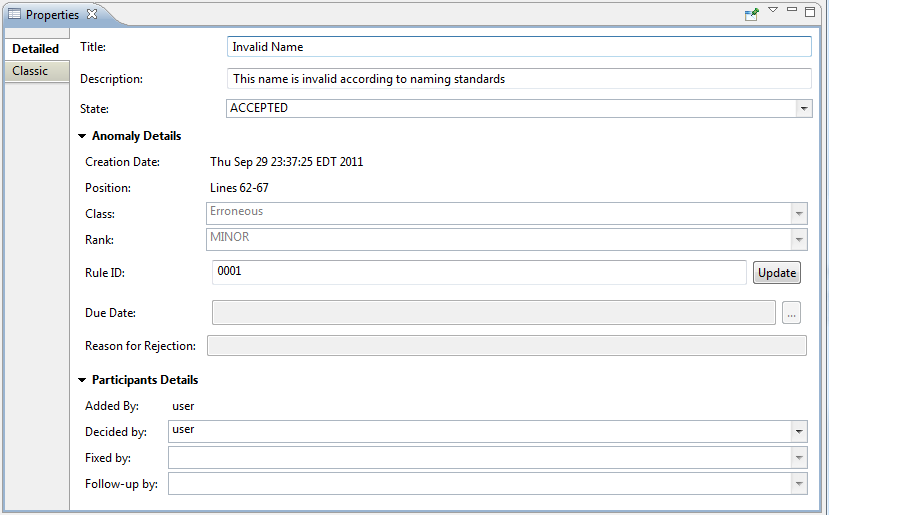 Properties
Detailed
Classic
Title: Invalid Name
Description: This name is invalid according to naming standards
State: ACCEPTED
Anomaly Details
Creation Date: Thu Sep 29 23:37:25 EDT 2011
Position: Lines 62-67
Class: Erroneous
Rank: MINOR
Rule ID: 0001 Update
Due Date: ...
Reason for Rejection:
Participants Details
Added By: user
Decided by: user
Fixed by:
Follow-up by: